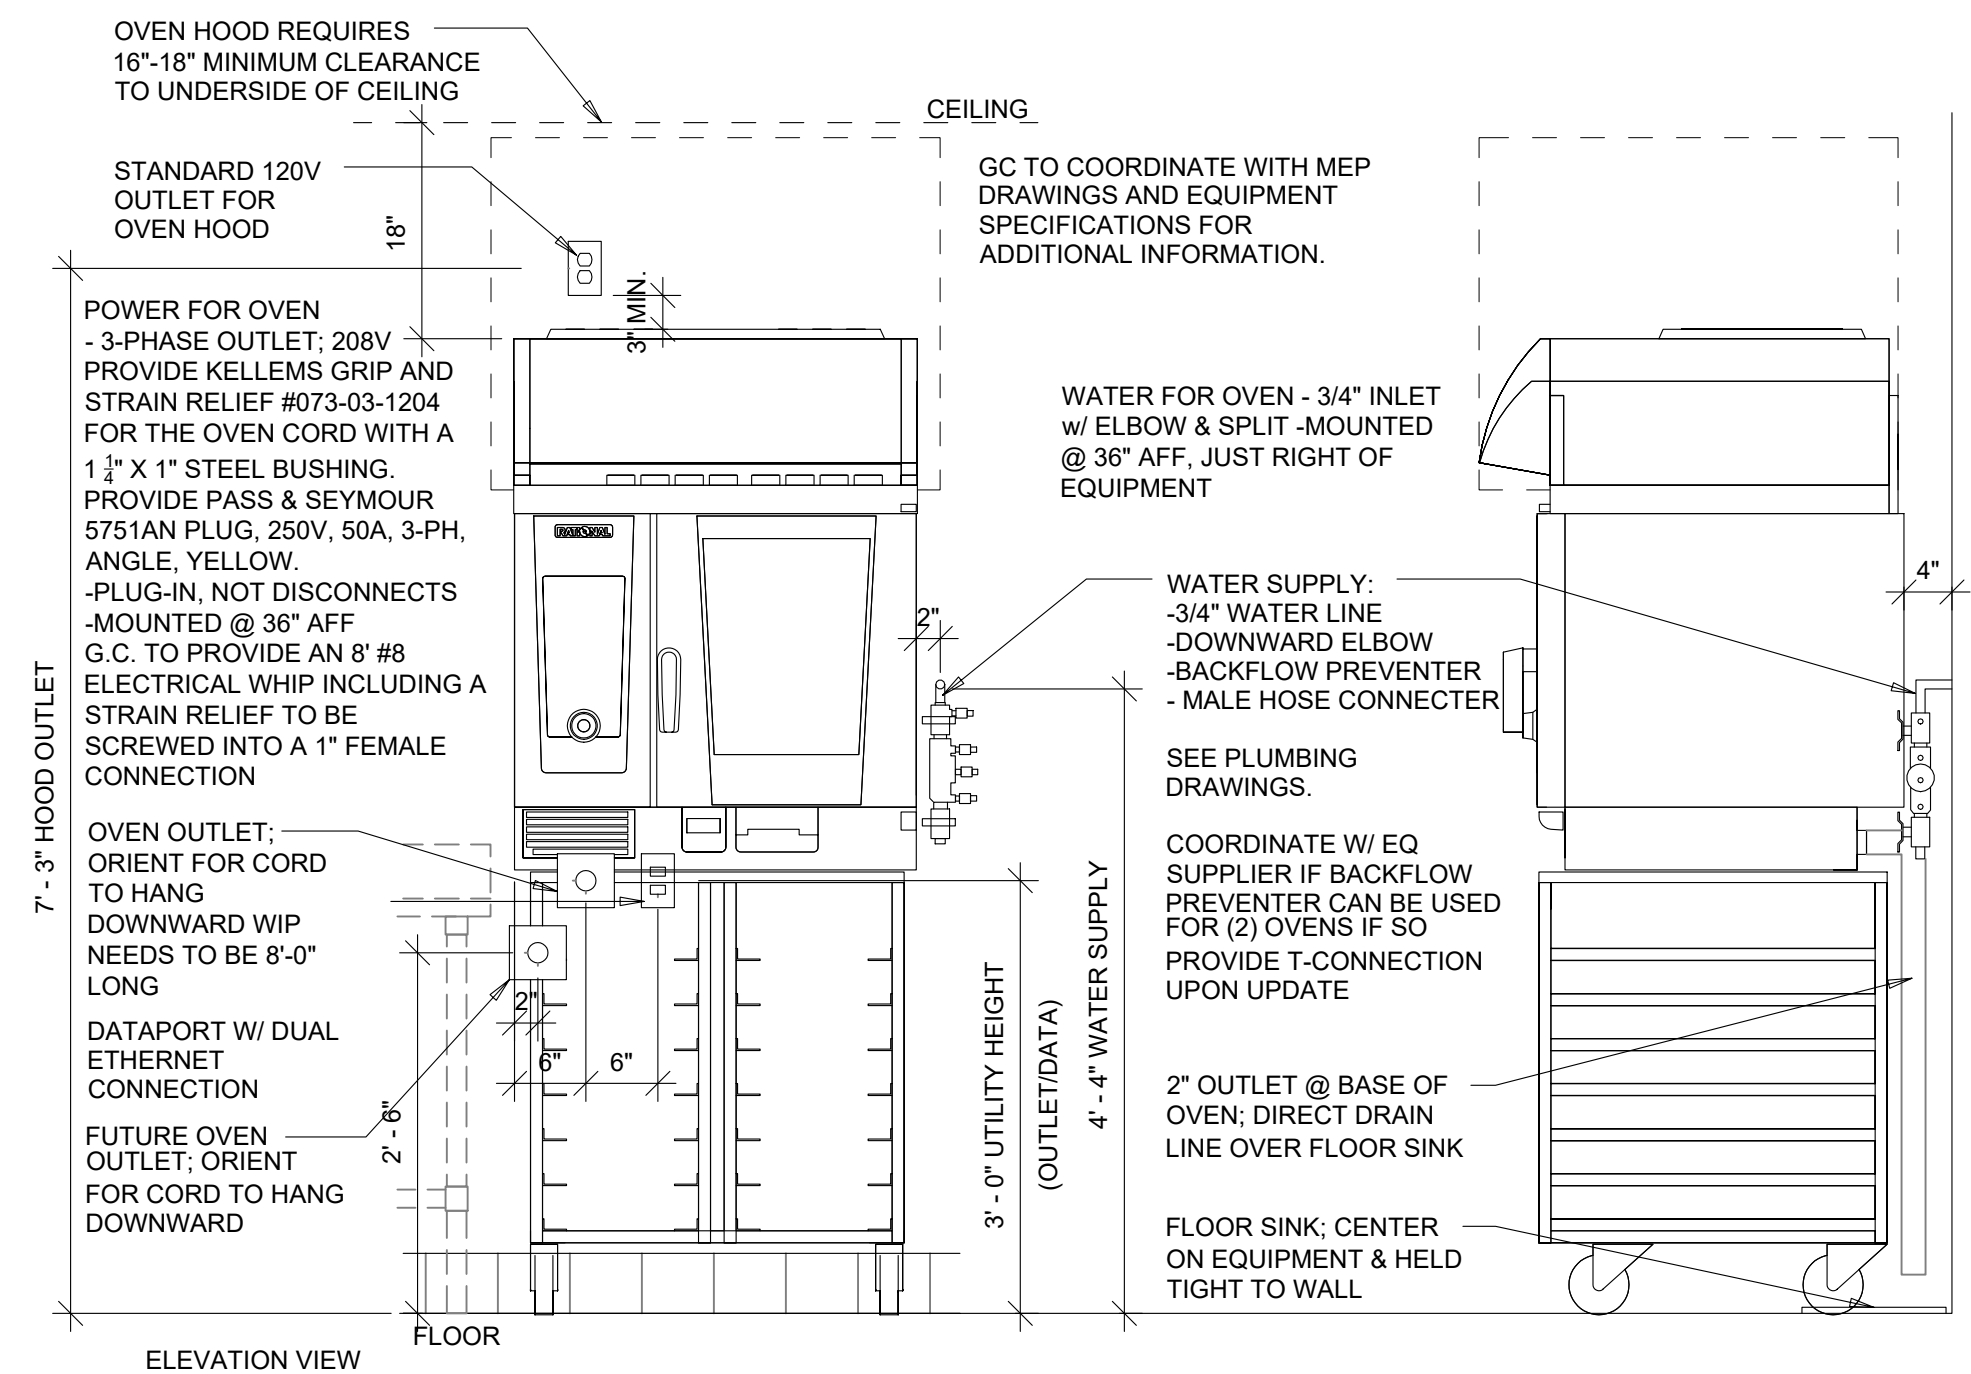 OVEN HOOD REQUIRES
16"-18" MINIMUM CLEARANCE
TO UNDERSIDE OF CEILING
CEILING
STANDARD 120V
OUTLET FOR
OVEN HOOD
18"
3" MIN.
GC TO COORDINATE WITH MEP
DRAWINGS AND EQUIPMENT
SPECIFICATIONS FOR
ADDITIONAL INFORMATION.
7' - 3" HOOD OUTLET
POWER FOR OVEN
- 3-PHASE OUTLET; 208V
PROVIDE KELLEMS GRIP AND
STRAIN RELIEF #073-03-1204
FOR THE OVEN CORD WITH A
1 1/4" X 1" STEEL BUSHING.
PROVIDE PASS & SEYMOUR
5751AN PLUG, 250V, 50A, 3-PH,
ANGLE, YELLOW.
-PLUG-IN, NOT DISCONNECTS
-MOUNTED @ 36" AFF
G.C. TO PROVIDE AN 8' #8
ELECTRICAL WHIP INCLUDING A
STRAIN RELIEF TO BE
SCREWED INTO A 1" FEMALE
CONNECTION
RATIONAL
WATER FOR OVEN - 3/4" INLET
w/ ELBOW & SPLIT -MOUNTED
@ 36" AFF, JUST RIGHT OF
EQUIPMENT
2"
WATER SUPPLY:
-3/4" WATER LINE
-DOWNWARD ELBOW
-BACKFLOW PREVENTER
- MALE HOSE CONNECTER
4"
SEE PLUMBING
DRAWINGS.
COORDINATE W/ EQ
SUPPLIER IF BACKFLOW
PREVENTER CAN BE USED
FOR (2) OVENS IF SO
PROVIDE T-CONNECTION
UPON UPDATE
OVEN OUTLET;
ORIENT FOR CORD
TO HANG
DOWNWARD WIP
NEEDS TO BE 8'-0"
LONG
DATAPORT W/ DUAL
ETHERNET
CONNECTION
FUTURE OVEN
OUTLET; ORIENT
FOR CORD TO HANG
DOWNWARD
2' - 6"
2"
6"
6"
3' - 0" UTILITY HEIGHT
(OUTLET/DATA)
4' - 4" WATER SUPPLY
2" OUTLET @ BASE OF
OVEN; DIRECT DRAIN
LINE OVER FLOOR SINK
FLOOR SINK; CENTER
ON EQUIPMENT & HELD
TIGHT TO WALL
FLOOR
ELEVATION VIEW